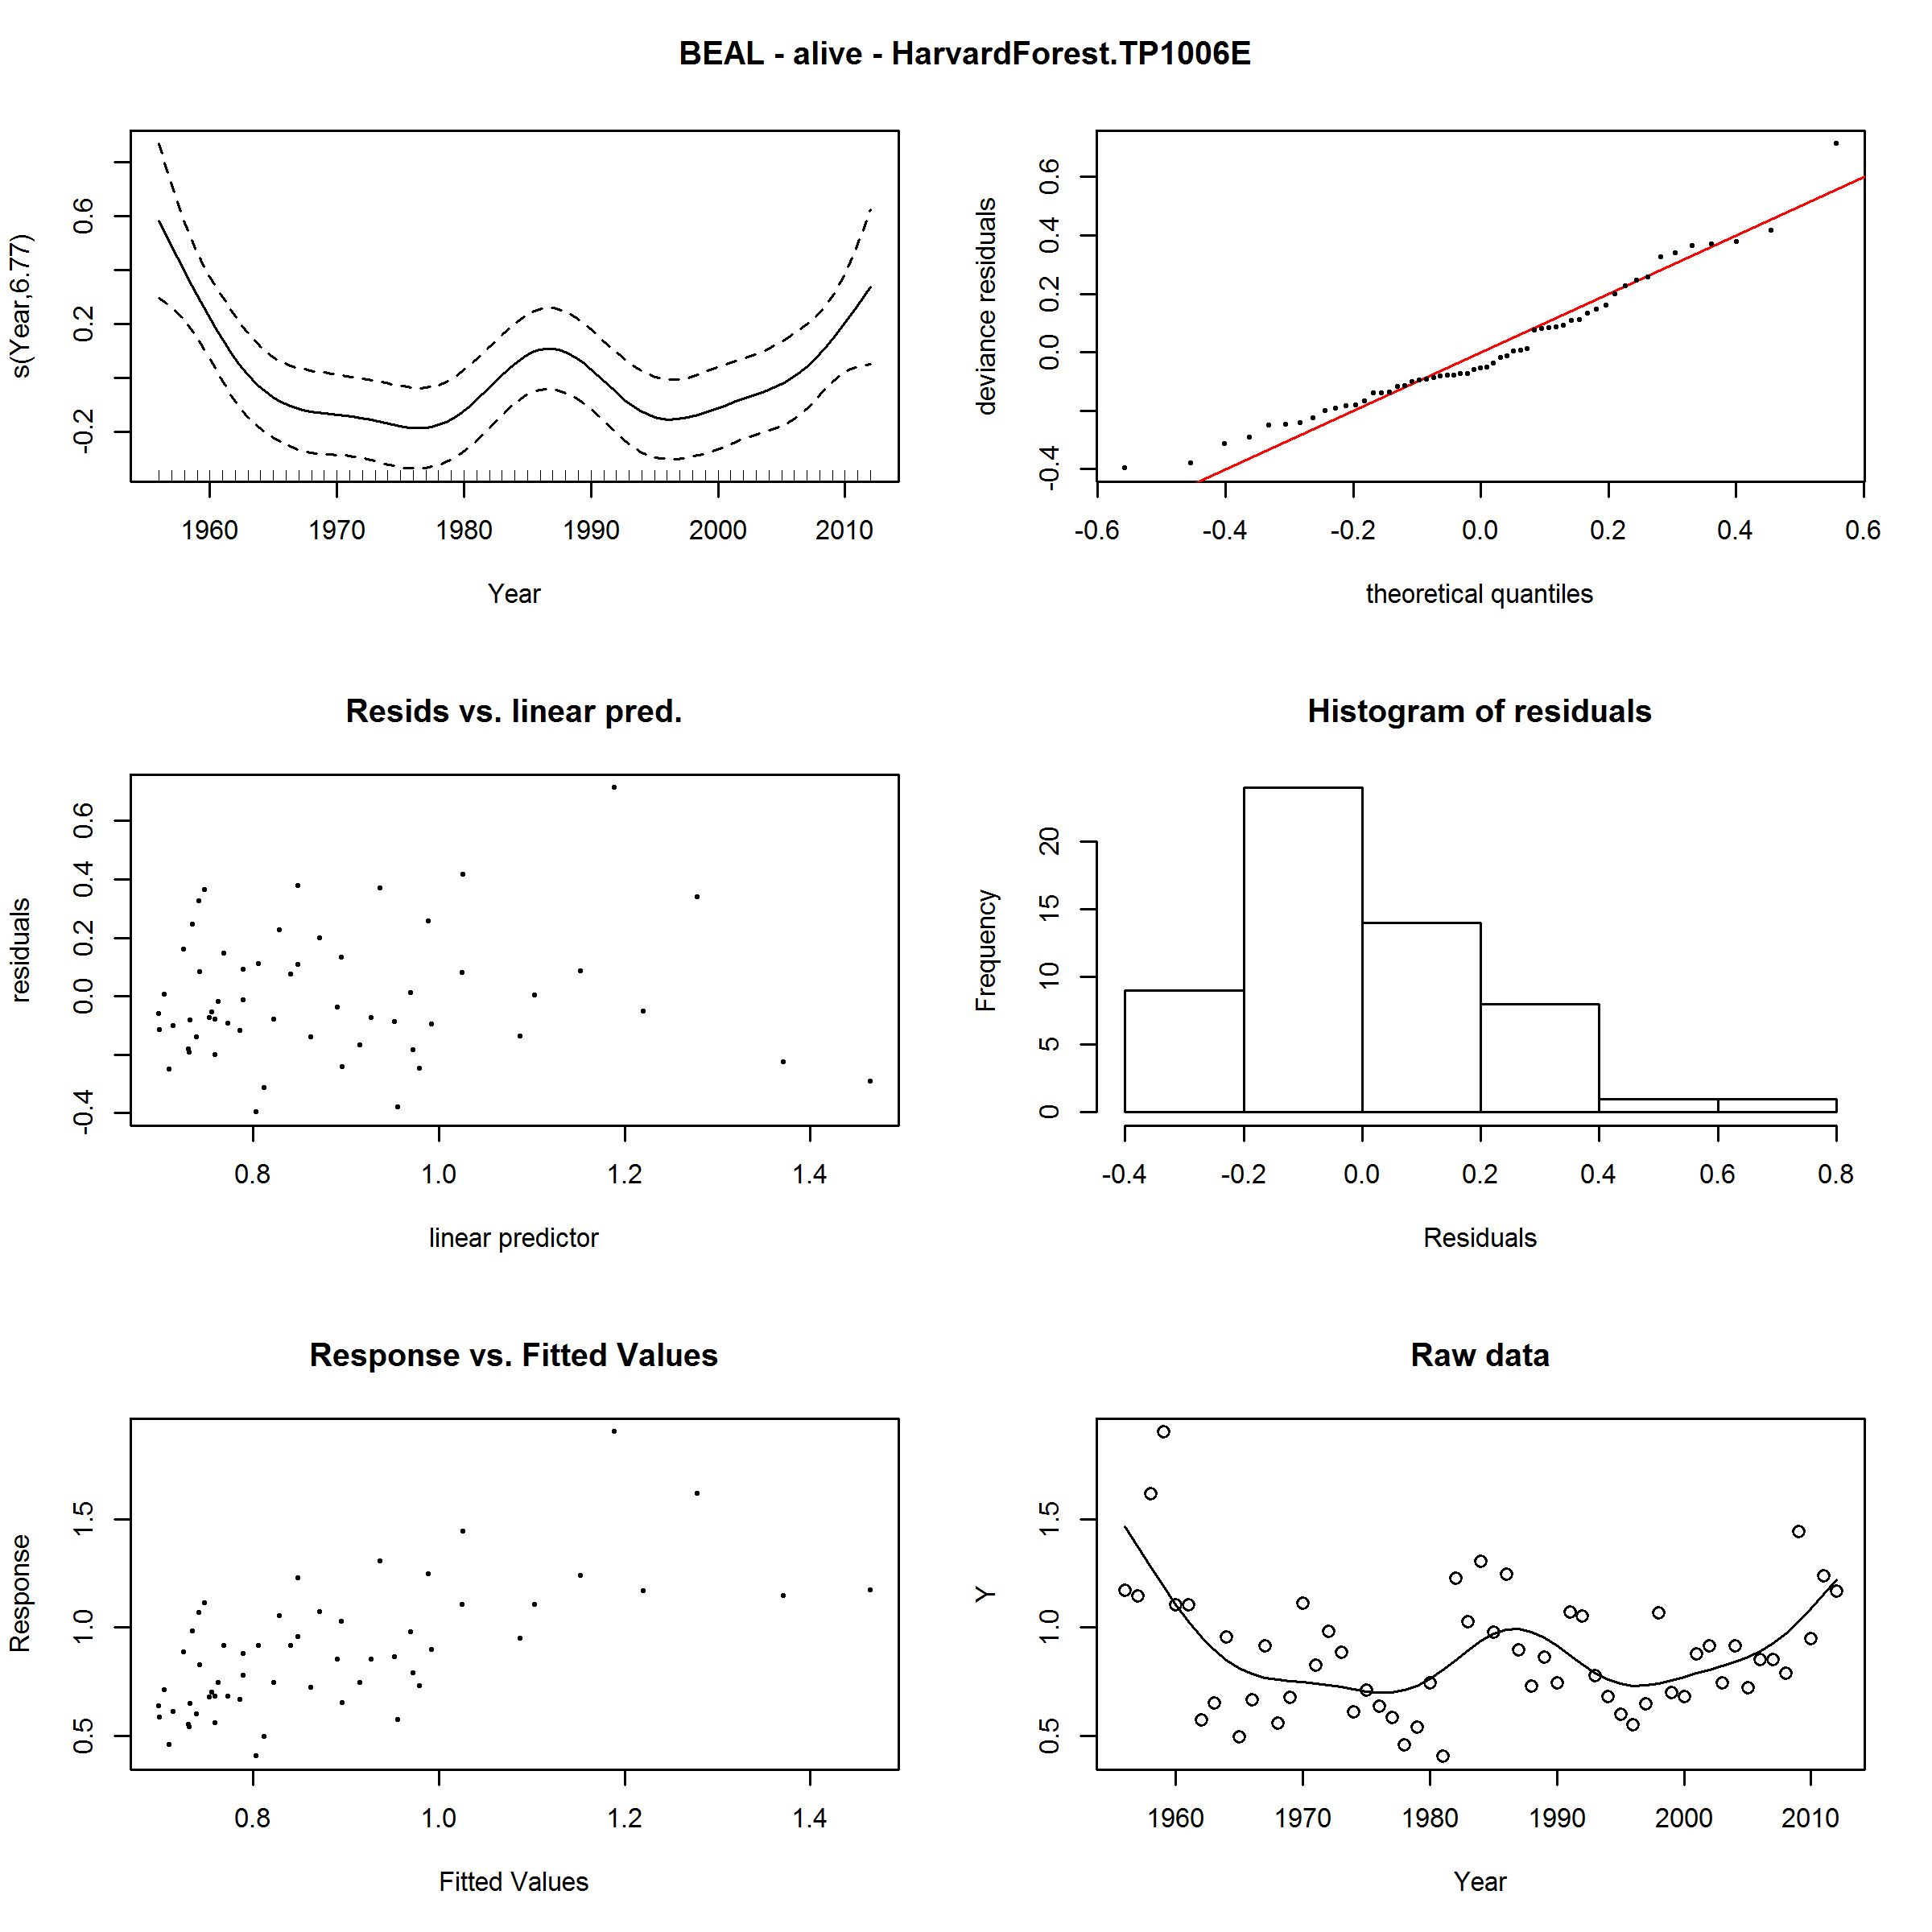 BEAL - alive - HarvardForest.TP1006E
s(Year,6.77)
-0.2 0.2 0.6
1960 1970 1980 1990 2000 2010
Year
deviance residuals
-0.4 0.0 0.2 0.4 0.6
-0.6 -0.4 -0.2 0.0 0.2 0.4 0.6
theoretical quantiles
Resids vs. linear pred.
residuals
-0.4 0.0 0.2 0.4 0.6
0.8 1.0 1.2 1.4
linear predictor
Histogram of residuals
Frequency
0 5 10 15 20
-0.4 -0.2 0.0 0.2 0.4 0.6 0.8
Residuals
Response vs. Fitted Values
Response
0.5 1.0 1.5
0.8 1.0 1.2 1.4
Fitted Values
Raw data
Y
0.5 1.0 1.5
1960 1970 1980 1990 2000 2010
Year